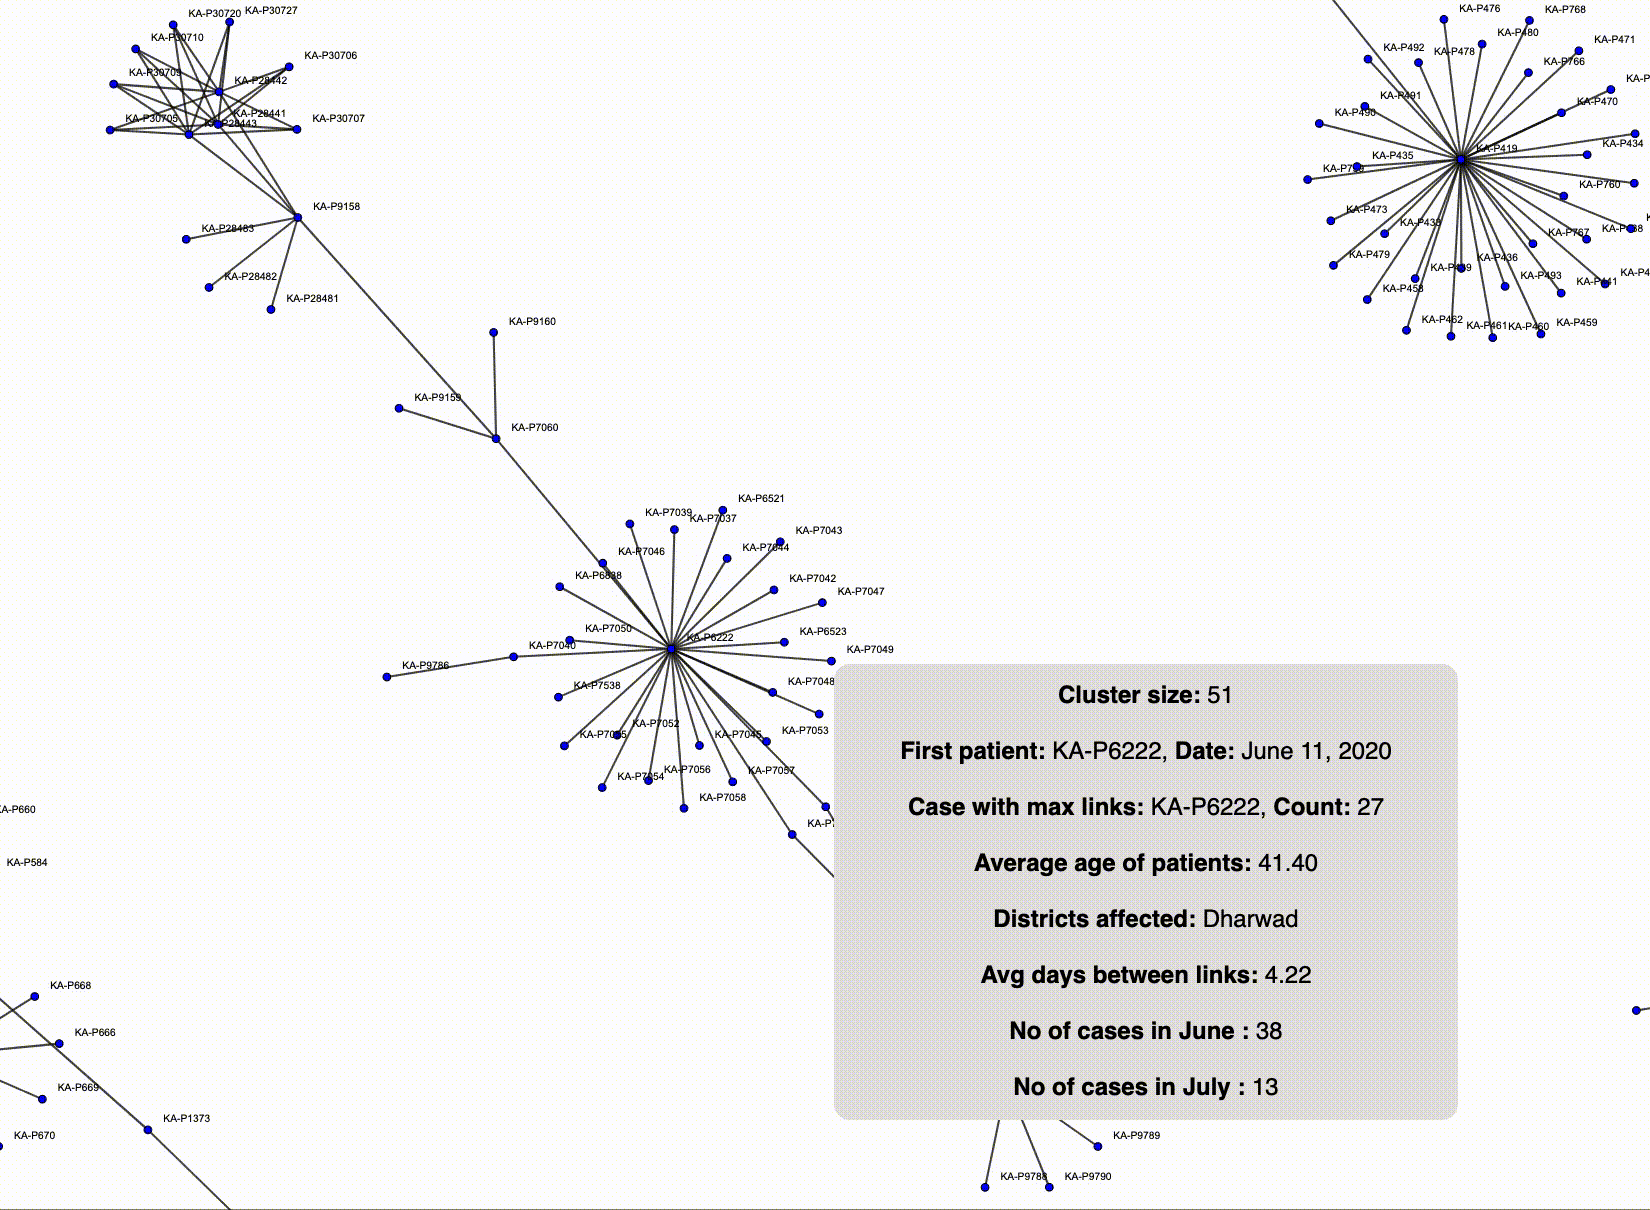 KA-P30720
KA-P30727
KA-P30710
KA-P30706
KA-P30709
KA-P28442
KA-P28441
KA-P30705
KA-P28443
KA-P30707
KA-P9158
KA-P28483
KA-P28482
KA-P28481
KA-P9160
KA-P9159
KA-P7060
KA-P476
KA-P768
KA-P480
KA-P471
KA-P492
KA-P478
KA-P766
KA-P491
KA-P470
KA-P490
KA-P419
KA-P434
KA-P435
KA-P760
KA-P473
KA-P767
KA-P479
KA-P436
KA-P493
KA-P458
KA-P441
KA-P462
KA-P461
KA-P460
KA-P459
KA-P6521
KA-P7039
KA-P7037
KA-P7043
KA-P7046
KA-P7044
KA-P6838
KA-P7042
KA-P7047
KA-P7050
KA-P6222
KA-P6523
KA-P7040
KA-P7049
KA-P9786
KA-P7538
KA-P7048
KA-P7052
KA-P7053
KA-P7045
KA-P7054
KA-P7056
KA-P7057
KA-P7058
Cluster size: 51
First patient: KA-P6222, Date: June 11, 2020
Case with max links: KA-P6222, Count: 27
Average age of patients: 41.40
Districts affected: Dharwad
Avg days between links: 4.22
No of cases in June : 38
No of cases in July : 13
KA-P660
KA-P584
KA-P668
KA-P666
KA-P669
KA-P1373
KA-P670
KA-P9789
KA-P9788
KA-P9790